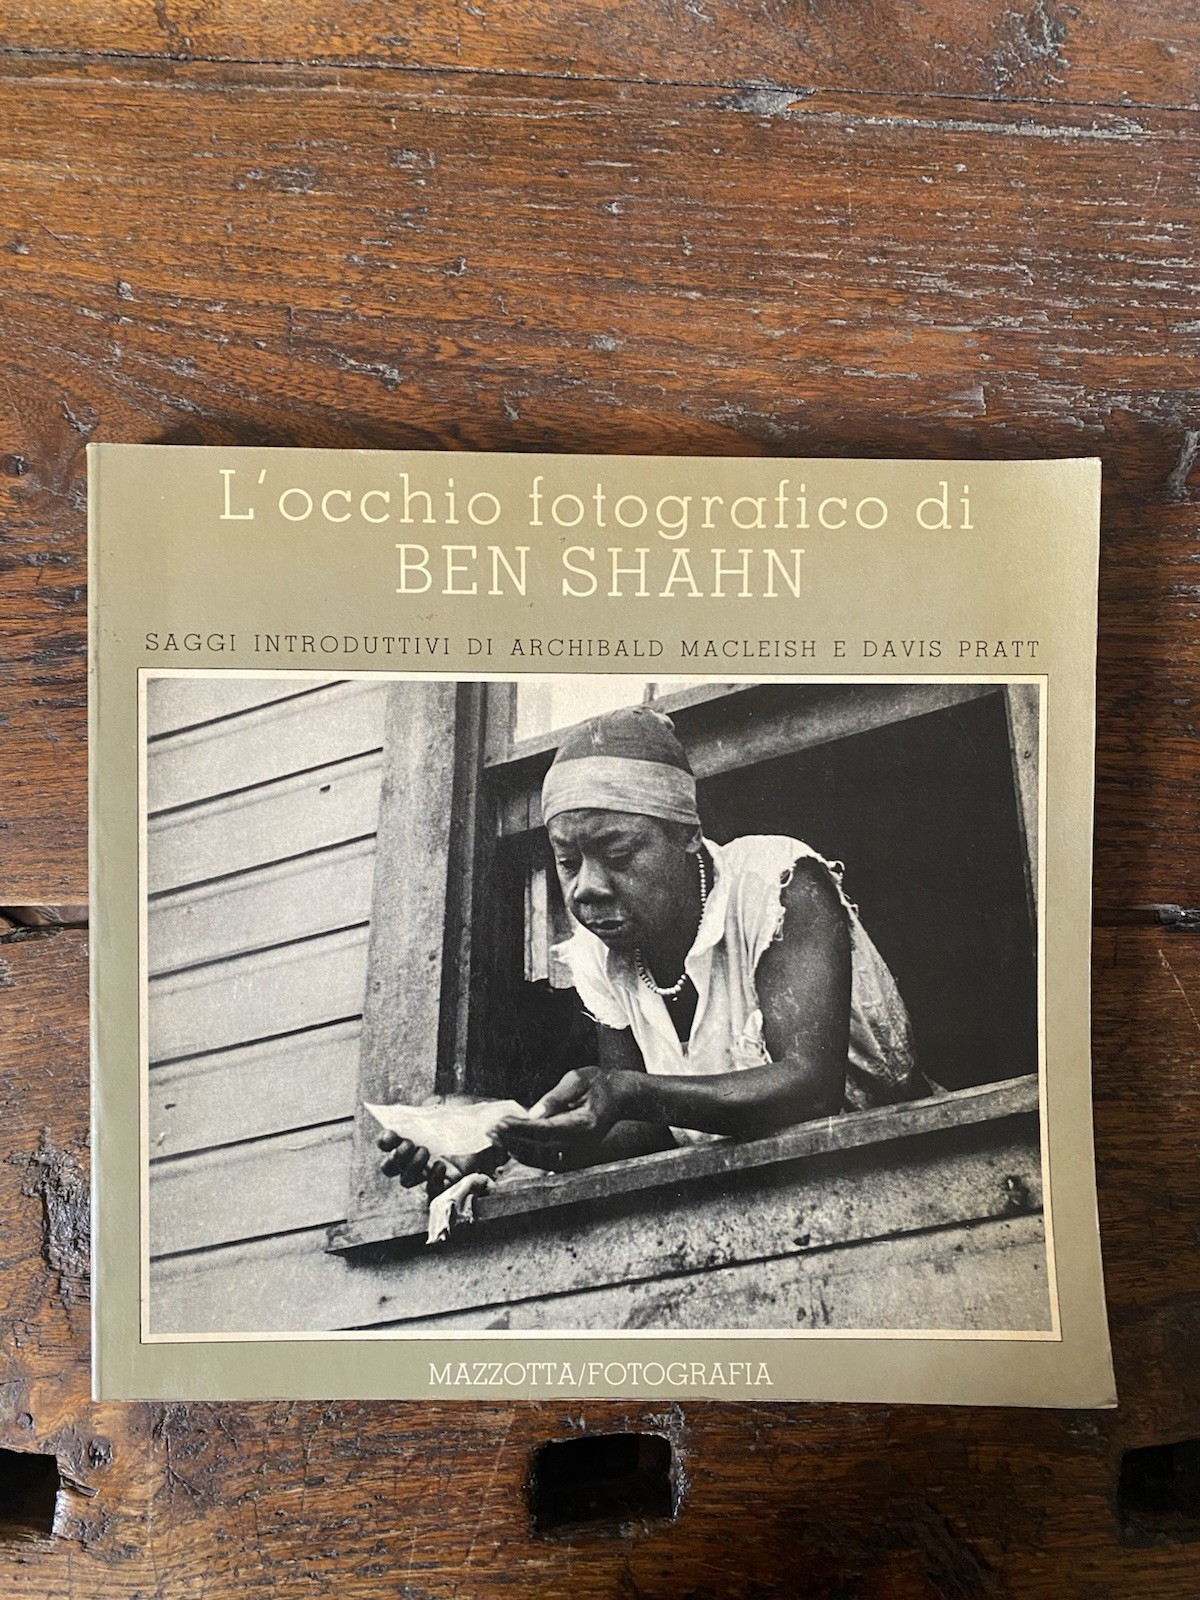 L'occhio fotografico di
BEN SHAHN
SAGGI INTRODUTTIVI DI ARCHIBALD MACLEISH E DAVIS PRATT
MAZZOTTA/FOTOGRAFIA